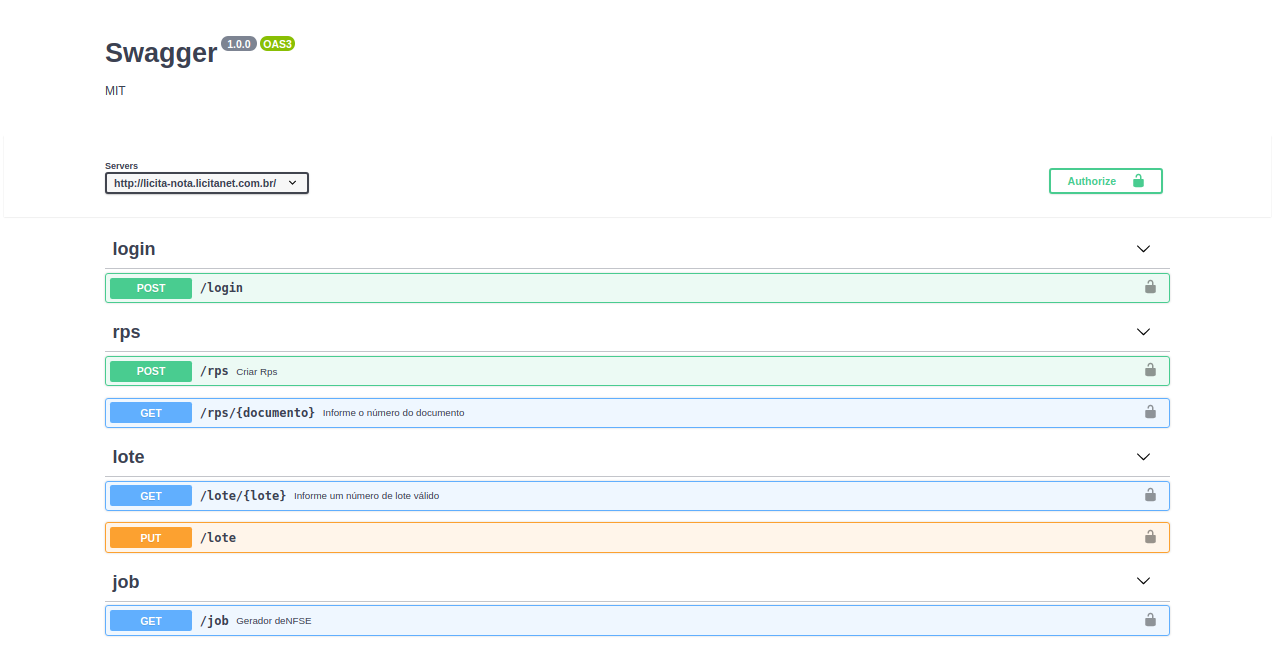 Swagger 1.0.0 OAS3
MIT
Servers
http://licita-nota.licitanet.com.br/
Authorize
login
POST /login
rps
POST /rps Criar Rps
GET /rps/{documento} Informe o número do documento
lote
GET /lote/{lote} Informe um número de lote válido
PUT /lote
job
GET /job Gerador deNFSE